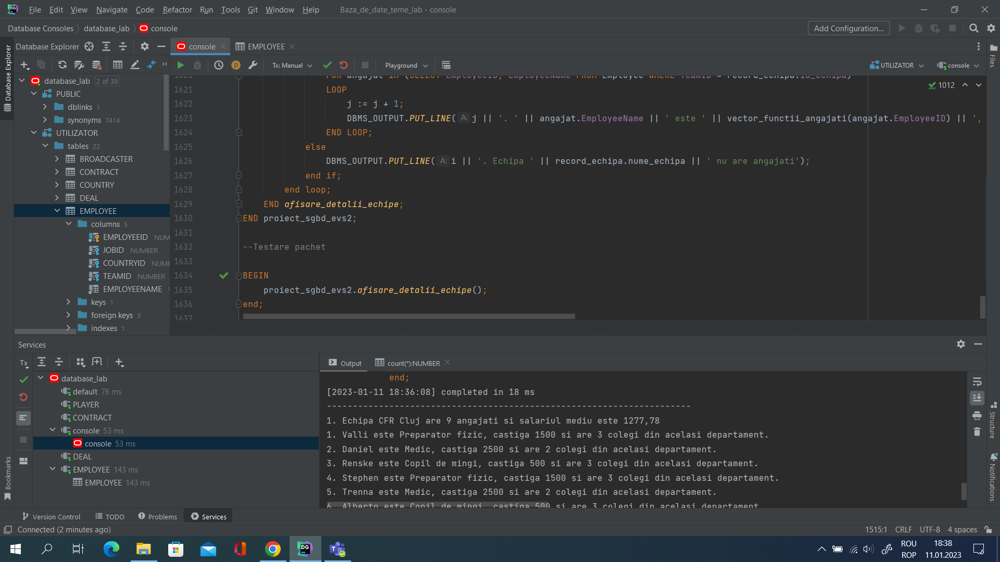 DG File Edit View Navigate Code Refactor Run Tools Git Window Help Baza_de_date_teme_lab - console
Database Consoles database_lab console Add Configuration...
Database Explorer console EMPLOYEE
Tx: Manual Playground UTILIZATOR console
Database Explorer
Files
database_lab 2 of 39
PUBLIC
dblinks 1
synonyms 7414
UTILIZATOR
tables 22
BROADCASTER
CONTRACT
COUNTRY
DEAL
EMPLOYEE
columns 5
EMPLOYEEID NUM
JOBID NUMBER
COUNTRYID NUME
TEAMID NUMBER
EMPLOYEENAME
keys 1
foreign keys 3
indexes 1
1012
1620 FOR angajat in (SELECT EmployeeID, EmployeeName FROM Employee WHERE TeamID = record_echipa.id_echipa)
1621 LOOP
1622 j := j + 1;
1623 DBMS_OUTPUT.PUT_LINE( A: j || '. ' || angajat.EmployeeName || ' este ' || vector_functii_angajati(angajat.EmployeeID) || ',
1624 END LOOP;
1625 else
1626 DBMS_OUTPUT.PUT_LINE( A: i || '. Echipa ' || record_echipa.nume_echipa || ' nu are angajati');
1627 end if;
1628 end loop;
1629 END afisare_detalii_echipe;
1630 END proiect_sgbd_evs2;
1631
1632 --Testare pachet
1633
1634 BEGIN
1635 proiect_sgbd_evs2.afisare_detalii_echipe();
1636 end;
1637
Services
Tx
database_lab
default 76 ms
PLAYER
CONTRACT
console 53 ms
console 53 ms
DEAL
EMPLOYEE 143 ms
EMPLOYEE 143 ms
Output count(*):NUMBER
end;
[2023-01-11 18:36:08] completed in 18 ms
----------------------------------------------------------------------
1. Echipa CFR Cluj are 9 angajati si salariul mediu este 1277,78
1. Valli este Preparator fizic, castiga 1500 si are 3 colegi din acelasi departament.
2. Daniel este Medic, castiga 2500 si are 2 colegi din acelasi departament.
3. Renske este Copil de mingi, castiga 500 si are 3 colegi din acelasi departament.
4. Stephen este Preparator fizic, castiga 1500 si are 3 colegi din acelasi departament.
5. Trenna este Medic, castiga 2500 si are 2 colegi din acelasi departament.
6. Alberto este Copil de mingi, castiga 500 si are 3 colegi din acelasi departament
Structure
Notifications
Bookmarks
Version Control TODO Problems Services
Connected (2 minutes ago) 1515:1 CRLF UTF-8 4 spaces
DG
ROU 18:38
ROP 11.01.2023